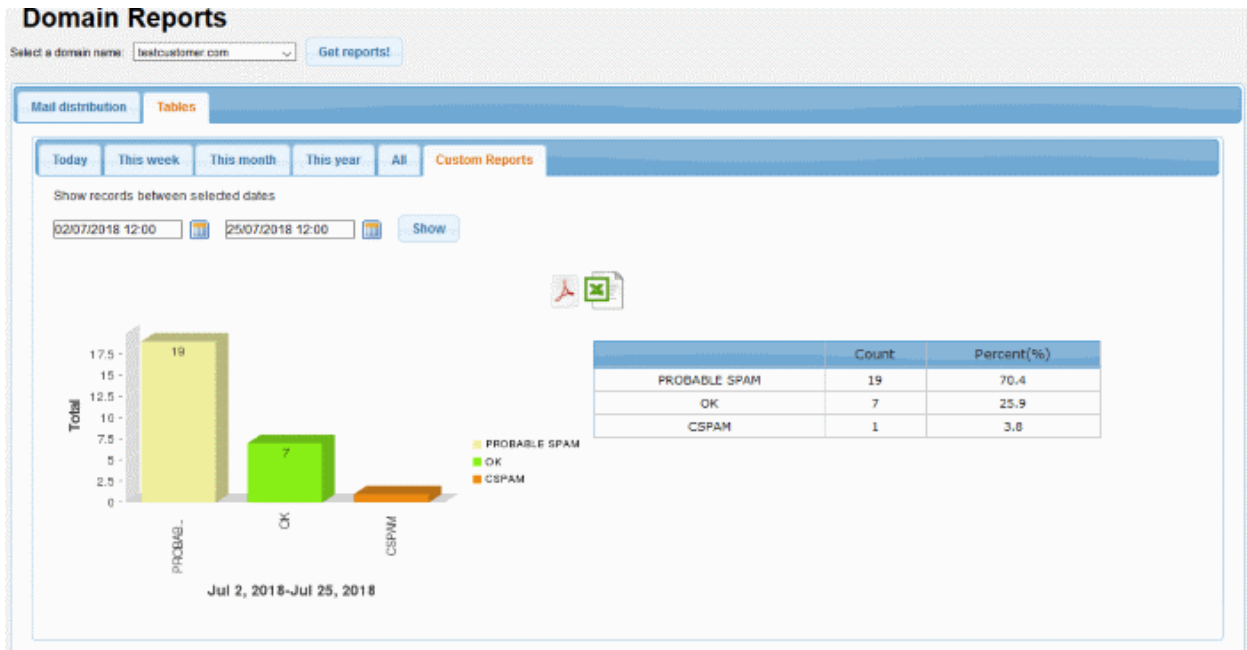 Domain Reports
Select a domain name: testcustomer.com Get reports!
Mail distribution Tables
Today This week This month This year All Custom Reports
Show records between selected dates
02/07/2018 12:00 25/07/2018 12:00 Show
Count Percent(%)
PROBABLE SPAM 19 70.4
OK 7 25.9
CSPAM 1 3.8
Total
17.5
15
12.5
10
7.5
5
2.5
0
19
7
PROBABLE SPAM
OK
CSPAM
PROBAB...
OK
CSPAM
Jul 2, 2018-Jul 25, 2018